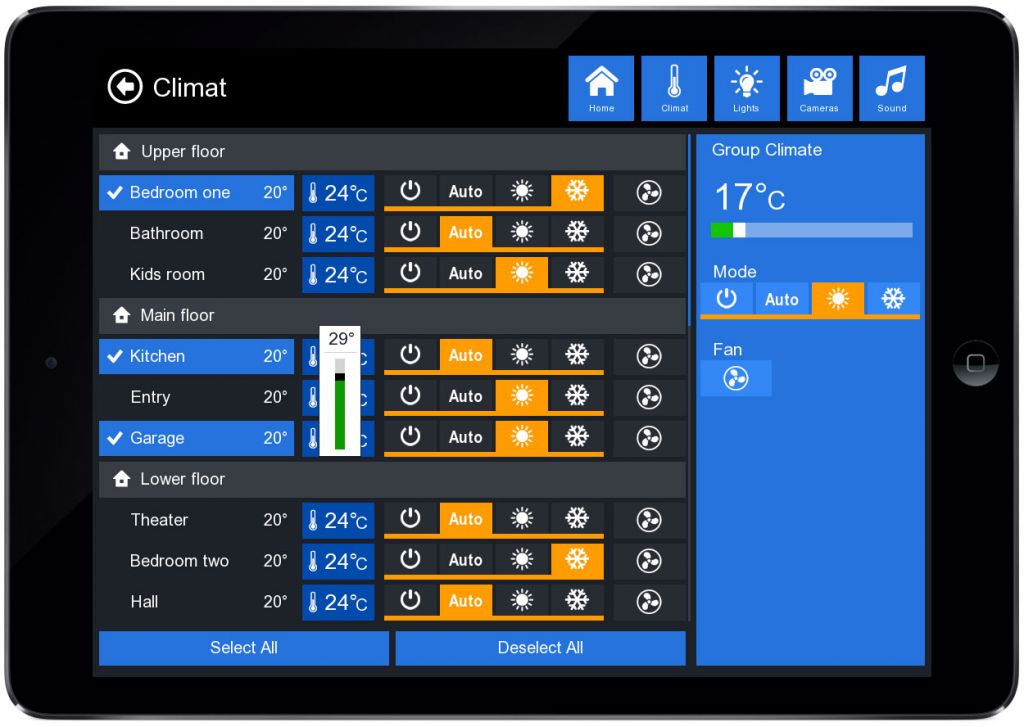 Climat
Home Climat Lights Cameras Sound
Upper floor
Bedroom one 20° 24°C Auto
Bathroom 20° 24°C Auto
Kids room 20° 24°C Auto
Main floor
Kitchen 20° C Auto
Entry 20° C Auto
Garage 20° C Auto
29°
Lower floor
Theater 20° 24°C Auto
Bedroom two 20° 24°C Auto
Hall 20° 24°C Auto
Select All Deselect All
Group Climate
17°C
Mode
Auto
Fan